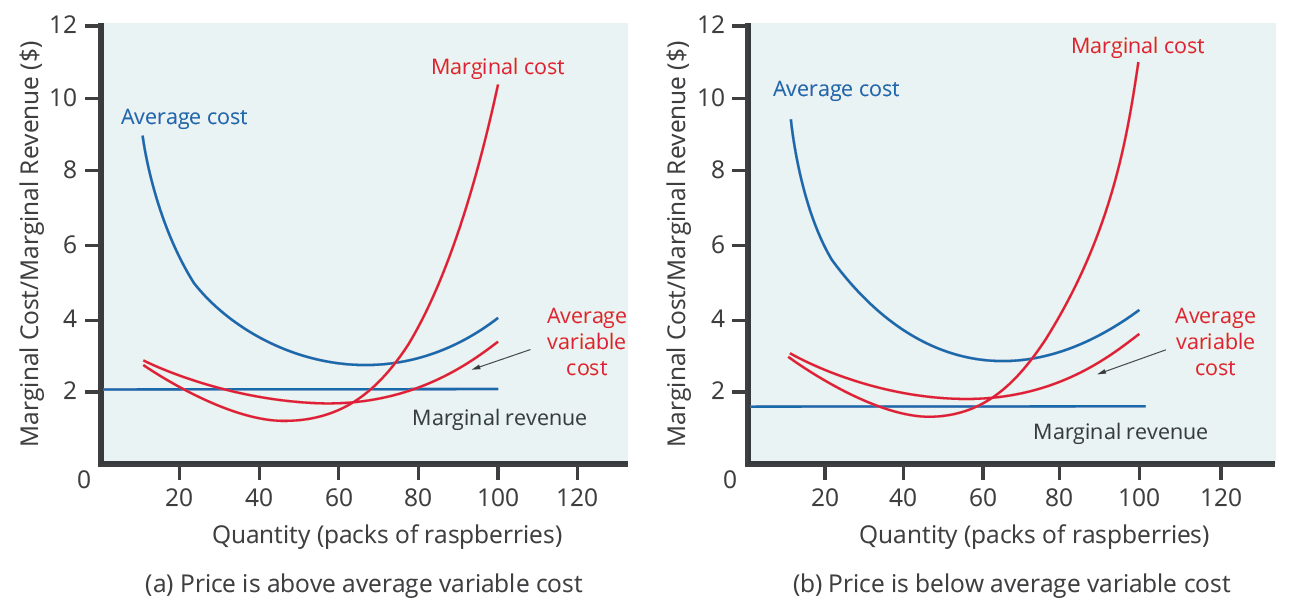 Marginal Cost/Marginal Revenue ($)
12
10
8
6
4
2
0
Average cost
Marginal cost
Average
variable
cost
Marginal revenue
20 40 60 80 100 120
Quantity (packs of raspberries)
(a) Price is above average variable cost
Marginal Cost/Marginal Revenue ($)
12
10
8
6
4
2
0
Marginal cost
Average cost
Average
variable
cost
Marginal revenue
20 40 60 80 100 120
Quantity (packs of raspberries)
(b) Price is below average variable cost